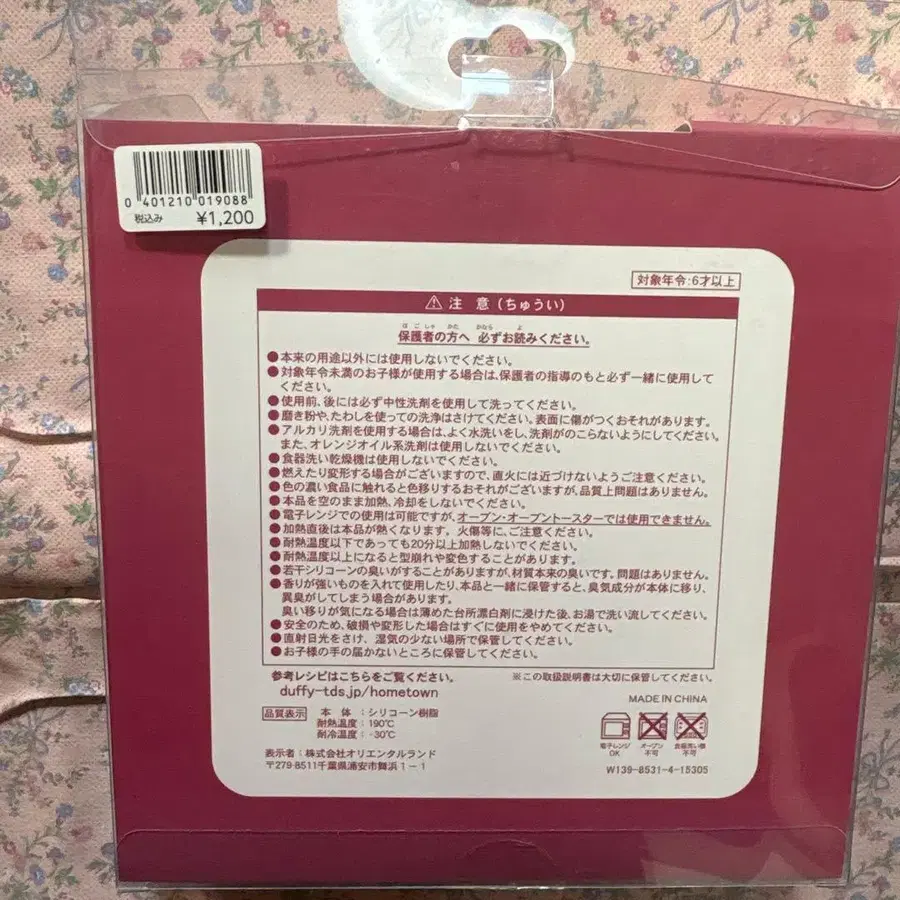 0 401210 019088
税込み ¥1,200
対象年令:6才以上
⚠ 注 意 (ちゅうい)
ほごしゃ かた かなら よ
保護者の方へ 必ずお読みください。
●本来の用途以外には使用しないでください。
●対象年令未満のお子様が使用する場合は、保護者の指導のもと必ず一緒に使用して
ください。
●使用前、後には必ず中性洗剤を使用して洗ってください。
●磨き粉や、たわしを使っての洗浄はさけてください。表面に傷がつくおそれがあります。
●アルカリ洗剤を使用する場合は、よく水洗いをし、洗剤がのこらないようにしてください。
また、オレンジオイル系洗剤は使用しないでください。
●食器洗い乾燥機は使用しないでください。
●燃えたり変形する場合がございますので、直火には近づけないようご注意ください。
●色の濃い食品に触れると色移りするおそれがございますが、品質上問題はありません。
●本品を空のまま加熱、冷却をしないでください。
●電子レンジでの使用は可能ですが、オーブン・オーブントースターでは使用できません。
●加熱直後は本品が熱くなります。火傷等に、ご注意ください。
●耐熱温度以下であっても20分以上加熱しないでください。
●耐熱温度以上になると型崩れや変色することがあります。
●若干シリコーンの臭いがすることがありますが、材質本来の臭いです。問題はありません。
●香りが強いものを入れて使用したり、本品と一緒に保管すると、臭気成分が本体に移り、
異臭がしてしまう場合があります。
臭い移りが気になる場合は薄めた台所漂白剤に浸けた後、お湯で洗い流してください。
●安全のため、破損や変形した場合はすぐに使用をやめてください。
●直射日光をさけ、湿気の少ない場所で保管してください。
●お子様の手の届かないところに保管してください。
参考レシピはこちらをご覧ください。 ※この取扱説明書は大切に保管してください。
duffy-tds.jp/hometown
MADE IN CHINA
品質表示 本 体 :シリコーン樹脂
耐熱温度: 190℃
耐冷温度: -30℃
電子レンジ OK オーブン 不可 食器洗い機 不可
表示者:株式会社オリエンタルランド
〒279-8511千葉県浦安市舞浜1-1
W139-8531-4-15305